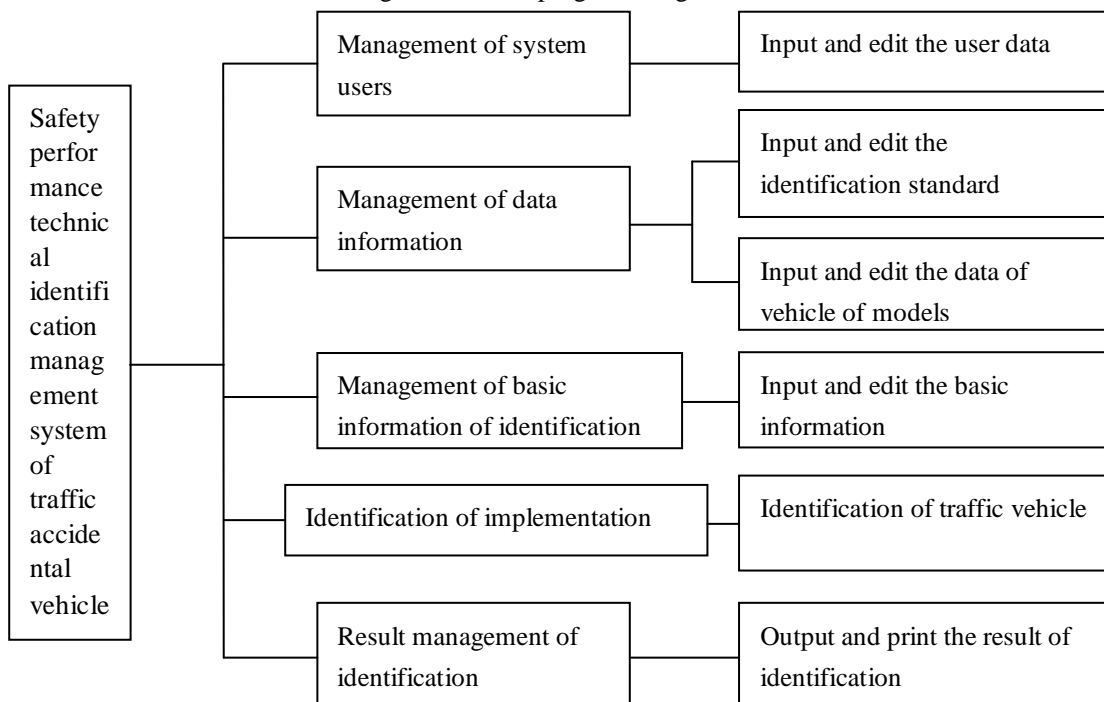 Management of system
users
Input and edit the user data
Safety
perfor
mance
technic
al
identifi
cation
manag
ement
system
of
traffic
accide
ntal
vehicle
Management of data
information
Input and edit the
identification standard
Input and edit the data of
vehicle of models
Management of basic
information of identification
Input and edit the basic
information
Identification of implementation
Identification of traffic vehicle
Result management of
identification
Output and print the result of
identification